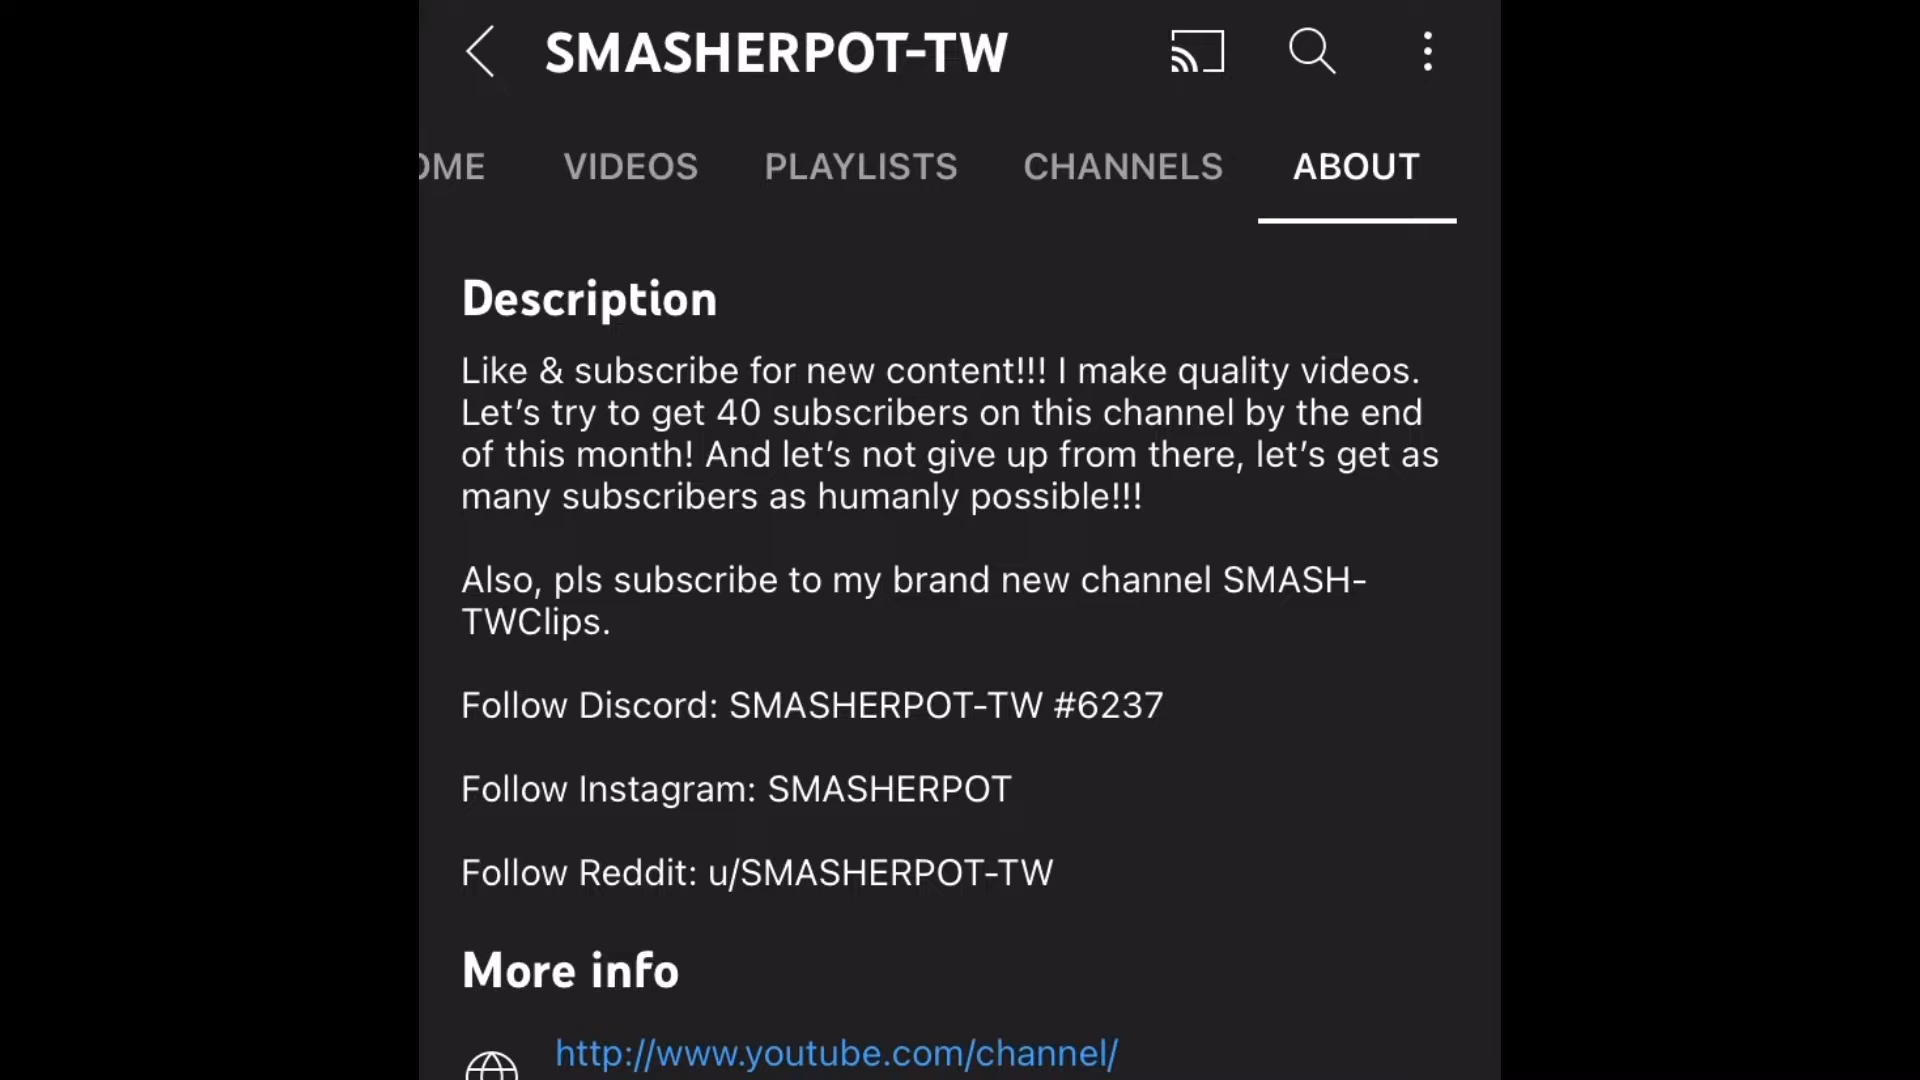 SMASHERPOT-TW
OME VIDEOS PLAYLISTS CHANNELS ABOUT
Description
Like & subscribe for new content!!! I make quality videos.
Let’s try to get 40 subscribers on this channel by the end
of this month! And let’s not give up from there, let’s get as
many subscribers as humanly possible!!!
Also, pls subscribe to my brand new channel SMASH-
TWClips.
Follow Discord: SMASHERPOT-TW #6237
Follow Instagram: SMASHERPOT
Follow Reddit: u/SMASHERPOT-TW
More info
http://www.youtube.com/channel/